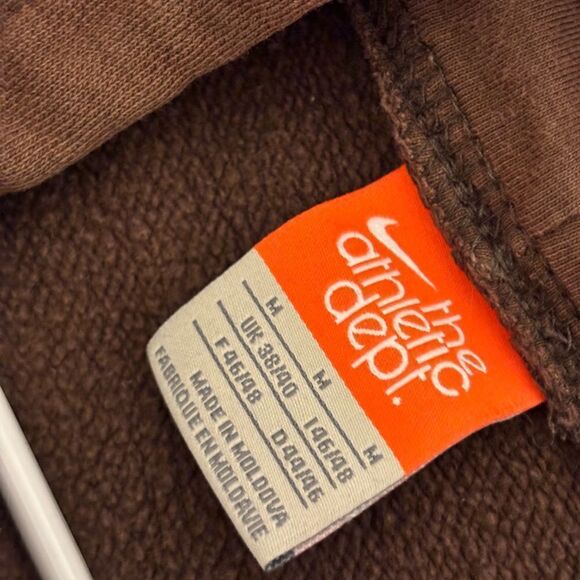 the
athletic
dept.
M M M
UK 38/40 I 46/48
F 46/48 D 44/46
MADE IN MOLDOVA
FABRIQUE EN MOLDAVIE